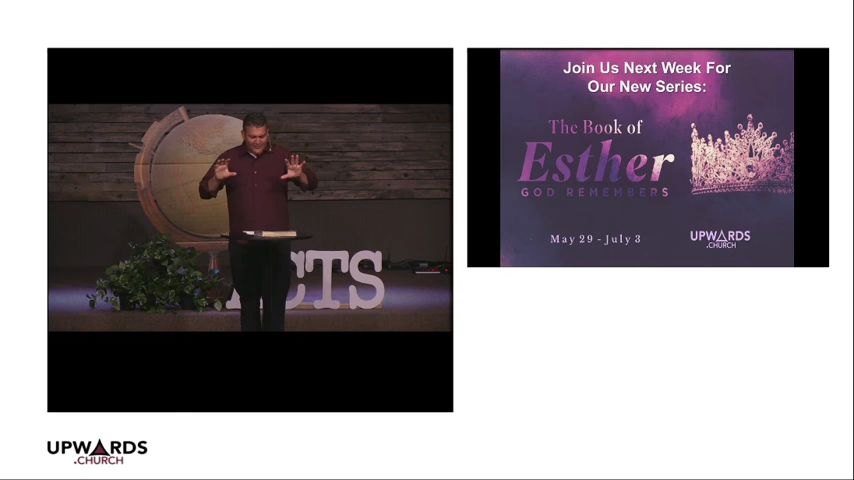 ACTS
Join Us Next Week For
Our New Series:
The Book of
Esther
GOD REMEMBERS
May 29 - July 3
UPWARDS
.CHURCH
UPWARDS
.CHURCH